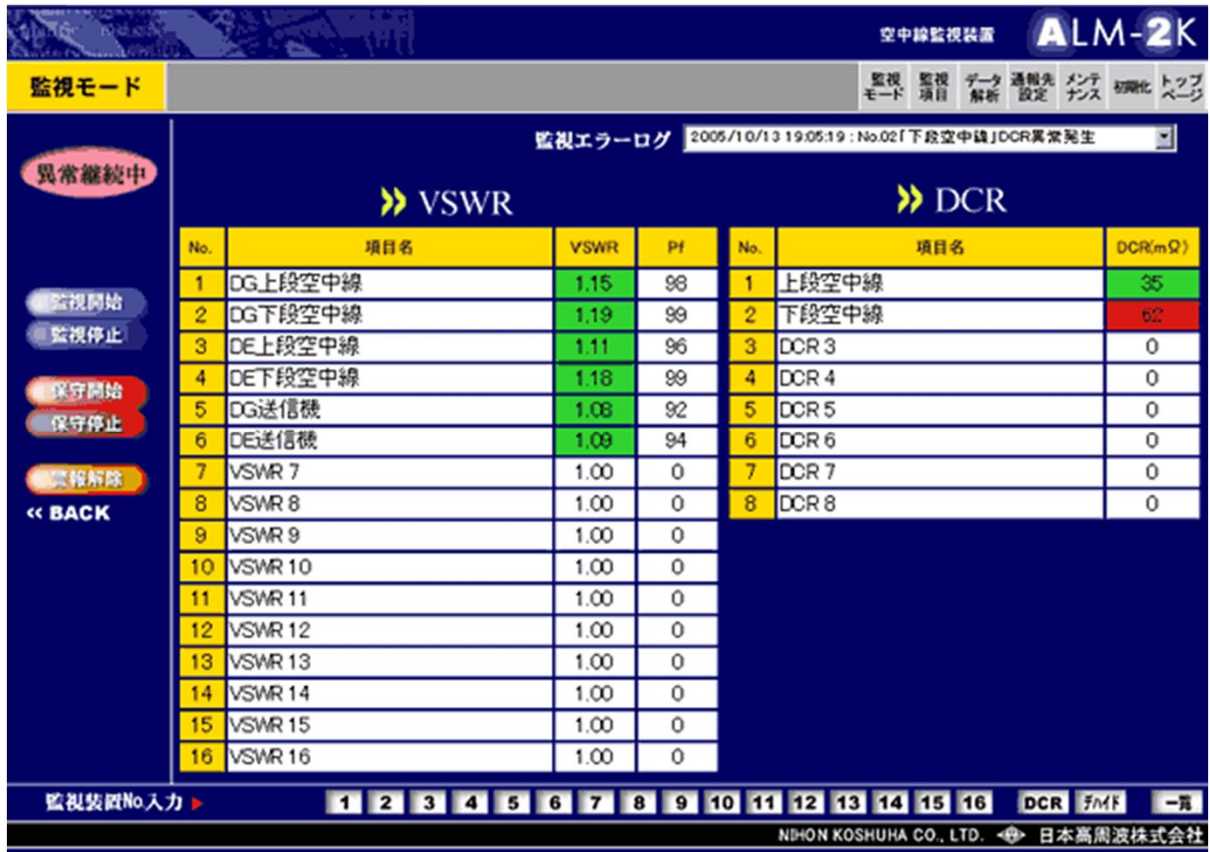 空中線監視装置 ALM-2K
監視モード
監視モード 監視項目 データ解析 通報先設定 メンテナンス 初期化 トップページ
監視エラーログ 2005/10/13 19:05:19 : No.02「下段空中線」DCR異常発生
異常継続中
監視開始
監視停止
保守開始
保守停止
警報解除
<< BACK
VSWR
No. 項目名 VSWR Pf
1 DG上段空中線 1.15 98
2 DG下段空中線 1.19 99
3 DE上段空中線 1.11 96
4 DE下段空中線 1.18 99
5 DG送信機 1.08 92
6 DE送信機 1.09 94
7 VSWR 7 1.00 0
8 VSWR 8 1.00 0
9 VSWR 9 1.00 0
10 VSWR 10 1.00 0
11 VSWR 11 1.00 0
12 VSWR 12 1.00 0
13 VSWR 13 1.00 0
14 VSWR 14 1.00 0
15 VSWR 15 1.00 0
16 VSWR 16 1.00 0
DCR
No. 項目名 DCR(mΩ)
1 上段空中線 35
2 下段空中線 62
3 DCR 3 0
4 DCR 4 0
5 DCR 5 0
6 DCR 6 0
7 DCR 7 0
8 DCR 8 0
監視装置No入力 1 2 3 4 5 6 7 8 9 10 11 12 13 14 15 16 DCR デハイド 一覧
NIHON KOSHUHA CO., LTD. 日本高周波株式会社